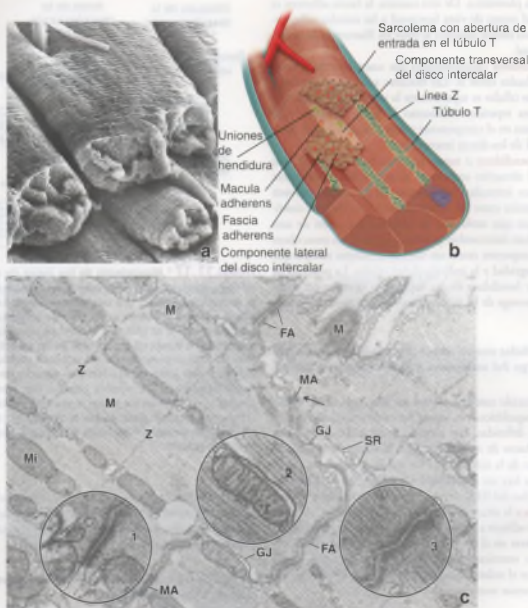 a
Sarcolema con abertura de
entrada en el túbulo T
Componente transversal
del disco intercalar
Línea Z
Túbulo T
Uniones
de
hendidura
Macula
adherens
Fascia
adherens
Componente lateral
del disco intercalar
b
M
FA
M
Z
MA
M
Z
GJ
SR
Mi
2
1
3
GJ
FA
MA
c